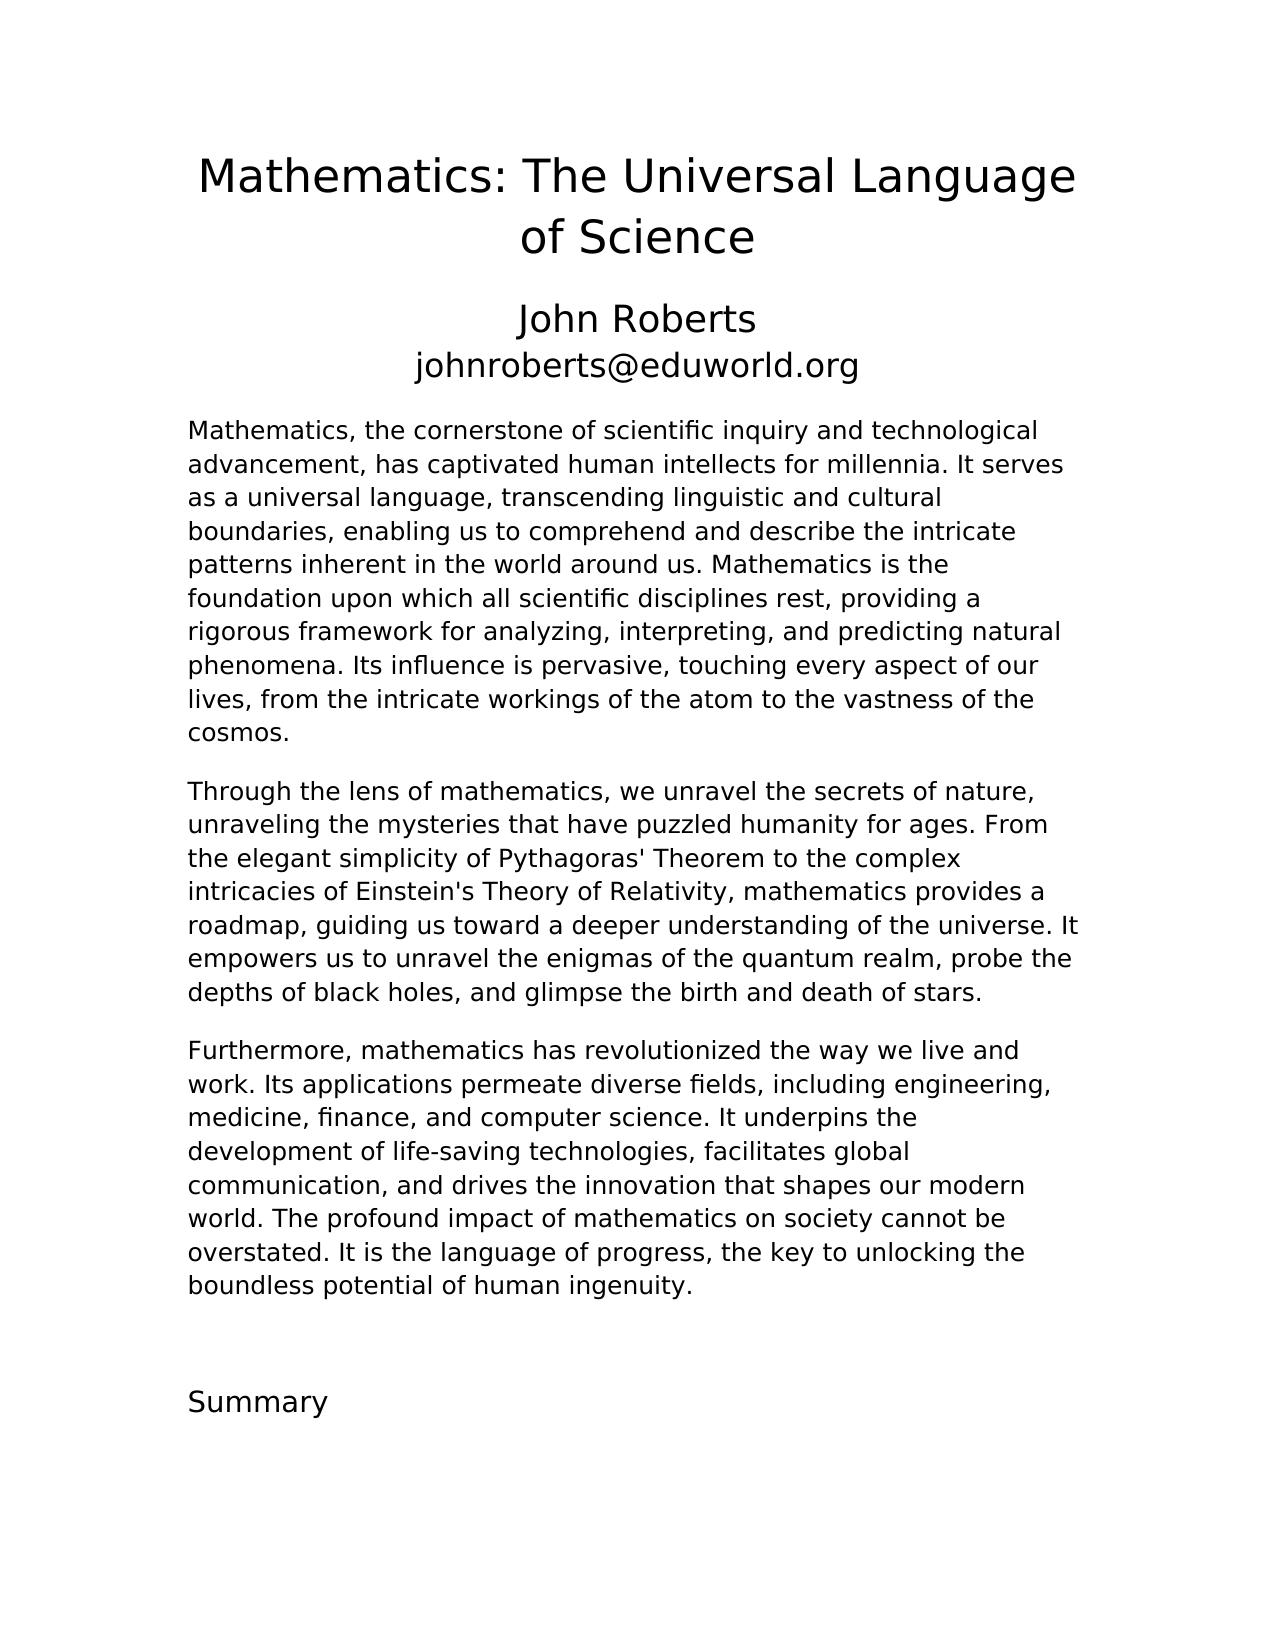 Mathematics: The Universal Language
of Science
John Roberts
johnroberts@eduworld.org
Mathematics, the cornerstone of scientific inquiry and technological
advancement, has captivated human intellects for millennia. It serves
as a universal language, transcending linguistic and cultural
boundaries, enabling us to comprehend and describe the intricate
patterns inherent in the world around us. Mathematics is the
foundation upon which all scientific disciplines rest, providing a
rigorous framework for analyzing, interpreting, and predicting natural
phenomena. Its influence is pervasive, touching every aspect of our
lives, from the intricate workings of the atom to the vastness of the
cosmos.
Through the lens of mathematics, we unravel the secrets of nature,
unraveling the mysteries that have puzzled humanity for ages. From
the elegant simplicity of Pythagoras' Theorem to the complex
intricacies of Einstein's Theory of Relativity, mathematics provides a
roadmap, guiding us toward a deeper understanding of the universe. It
empowers us to unravel the enigmas of the quantum realm, probe the
depths of black holes, and glimpse the birth and death of stars.
Furthermore, mathematics has revolutionized the way we live and
work. Its applications permeate diverse fields, including engineering,
medicine, finance, and computer science. It underpins the
development of life-saving technologies, facilitates global
communication, and drives the innovation that shapes our modern
world. The profound impact of mathematics on society cannot be
overstated. It is the language of progress, the key to unlocking the
boundless potential of human ingenuity.
Summary